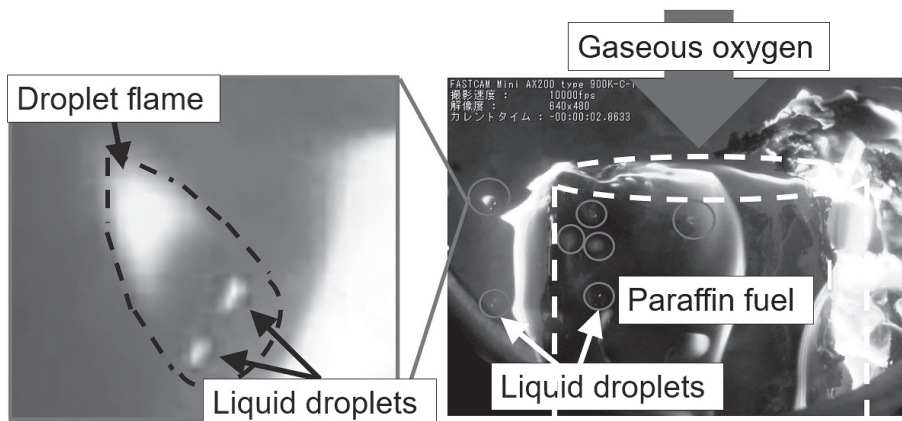 Gaseous oxygen
Droplet flame
FASTCAM Mini AX200 type 900K-C-
撮影速度 : 10000fps
解像度 : 640x480
カレントタイム : -00:00:02.8633
Paraffin fuel
Liquid droplets
Liquid droplets